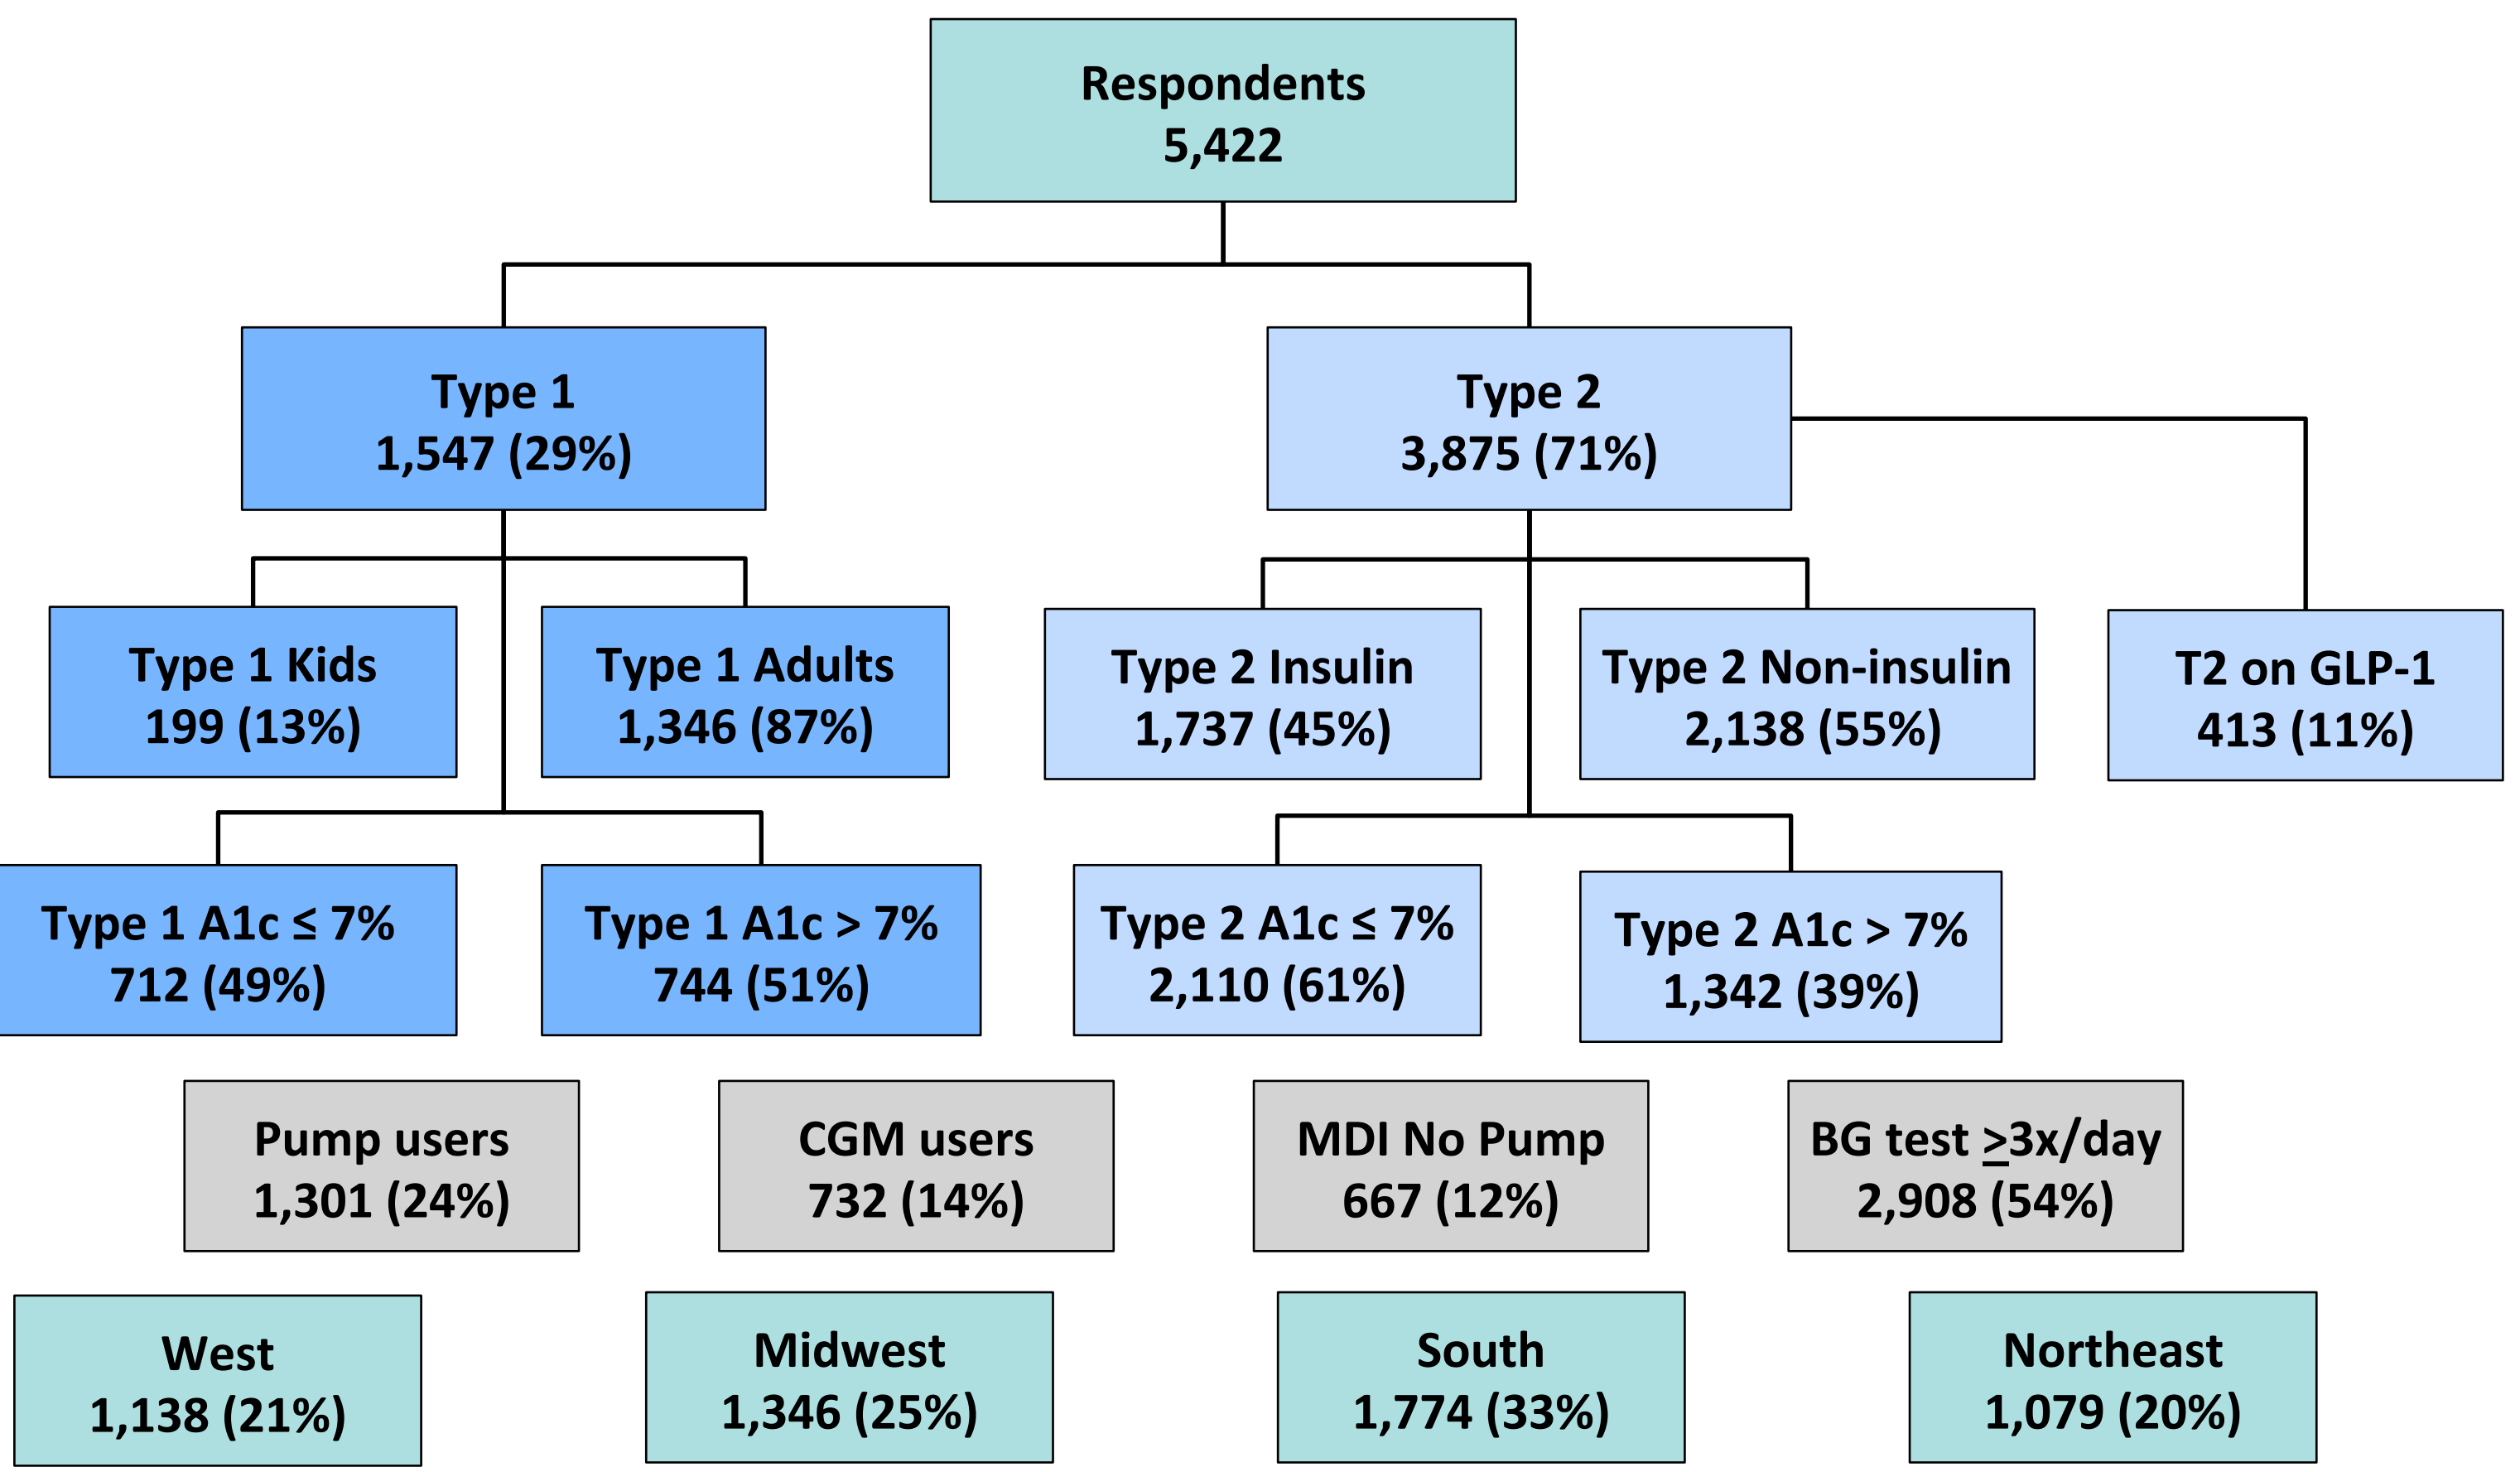 Respondents
5,422
Type 1
1,547 (29%)
Type 2
3,875 (71%)
Type 1 Kids
199 (13%)
Type 1 Adults
1,346 (87%)
Type 2 Insulin
1,737 (45%)
Type 2 Non-insulin
2,138 (55%)
T2 on GLP-1
413 (11%)
Type 1 A1c ≤ 7%
712 (49%)
Type 1 A1c > 7%
744 (51%)
Type 2 A1c ≤ 7%
2,110 (61%)
Type 2 A1c > 7%
1,342 (39%)
Pump users
1,301 (24%)
CGM users
732 (14%)
MDI No Pump
667 (12%)
BG test >3x/day
2,908 (54%)
West
1,138 (21%)
Midwest
1,346 (25%)
South
1,774 (33%)
Northeast
1,079 (20%)